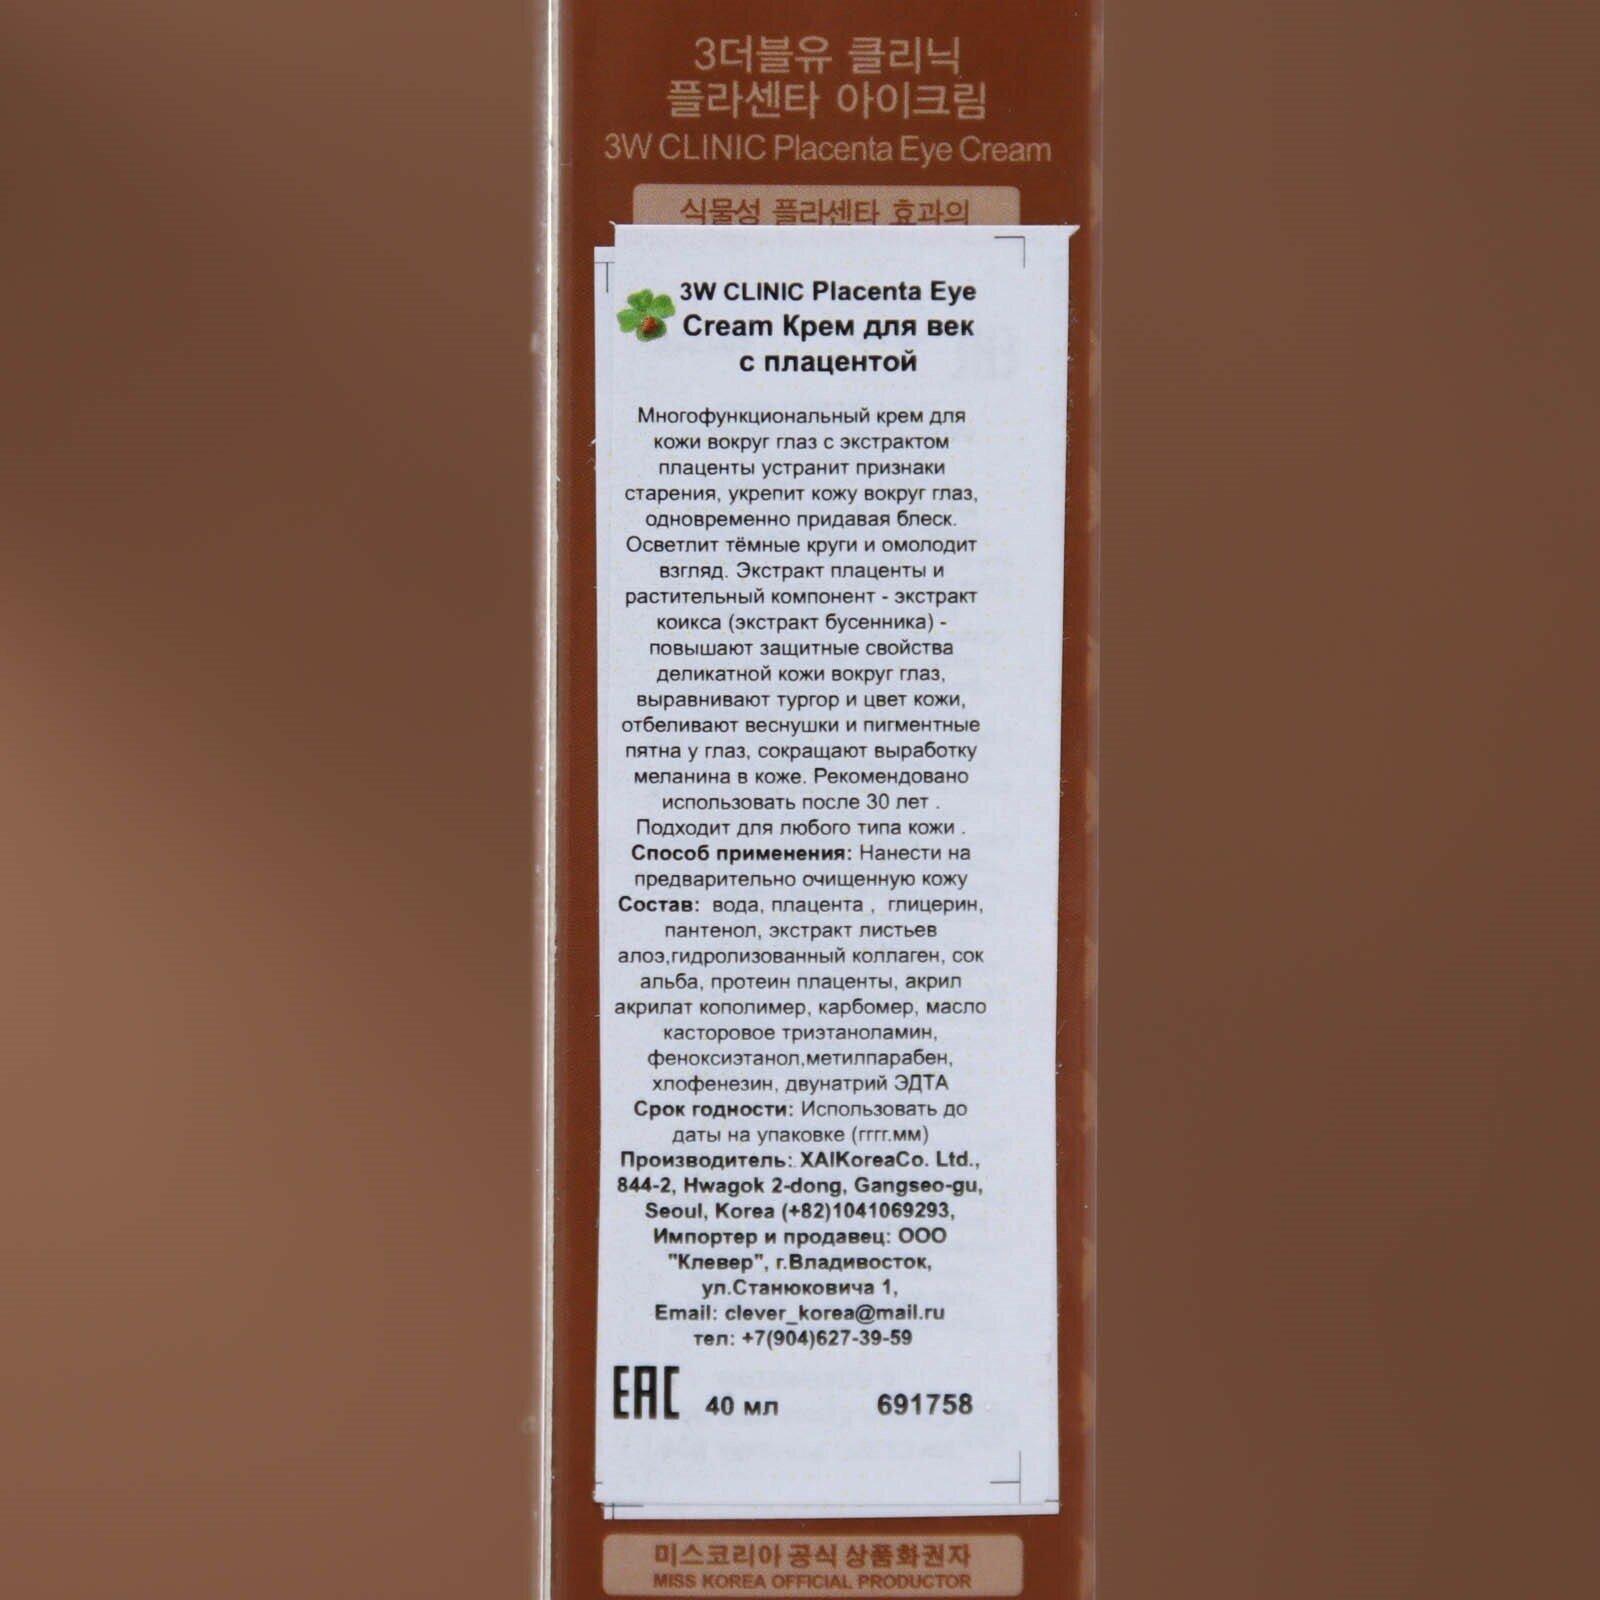 3더블유 클리닉
플라센타 아이크림
3W CLINIC Placenta Eye Cream
식물성 플라센타 효과의
3W CLINIC Placenta Eye
Cream Крем для век
с плацентой
Многофункциональный крем для
кожи вокруг глаз с экстрактом
плаценты устранит признаки
старения, укрепит кожу вокруг глаз,
одновременно придавая блеск.
Осветлит тёмные круги и омолодит
взгляд. Экстракт плаценты и
растительный компонент - экстракт
коикса (экстракт бусенника) -
повышают защитные свойства
деликатной кожи вокруг глаз,
выравнивают тургор и цвет кожи,
отбеливают веснушки и пигментные
пятна у глаз, сокращают выработку
меланина в коже. Рекомендовано
использовать после 30 лет .
Подходит для любого типа кожи .
Способ применения: Нанести на
предварительно очищенную кожу
Состав: вода, плацента , глицерин,
пантенол, экстракт листьев
алоэ,гидролизованный коллаген, сок
альба, протеин плаценты, акрил
акрилат кополимер, карбомер, масло
касторовое триэтаноламин,
феноксиэтанол,метилпарабен,
хлофенезин, двунатрий ЭДТА
Срок годности: Использовать до
даты на упаковке (гггг.мм)
Производитель: XAIKoreaCo. Ltd.,
844-2, Hwagok 2-dong, Gangseo-gu,
Seoul, Korea (+82)1041069293,
Импортер и продавец: ООО
"Клевер", г.Владивосток,
ул.Станюковича 1,
Email: clever_korea@mail.ru
тел: +7(904)627-39-59
EAC 40 мл 691758
미스코리아 공식 상품화권자
MISS KOREA OFFICIAL PRODUCTOR